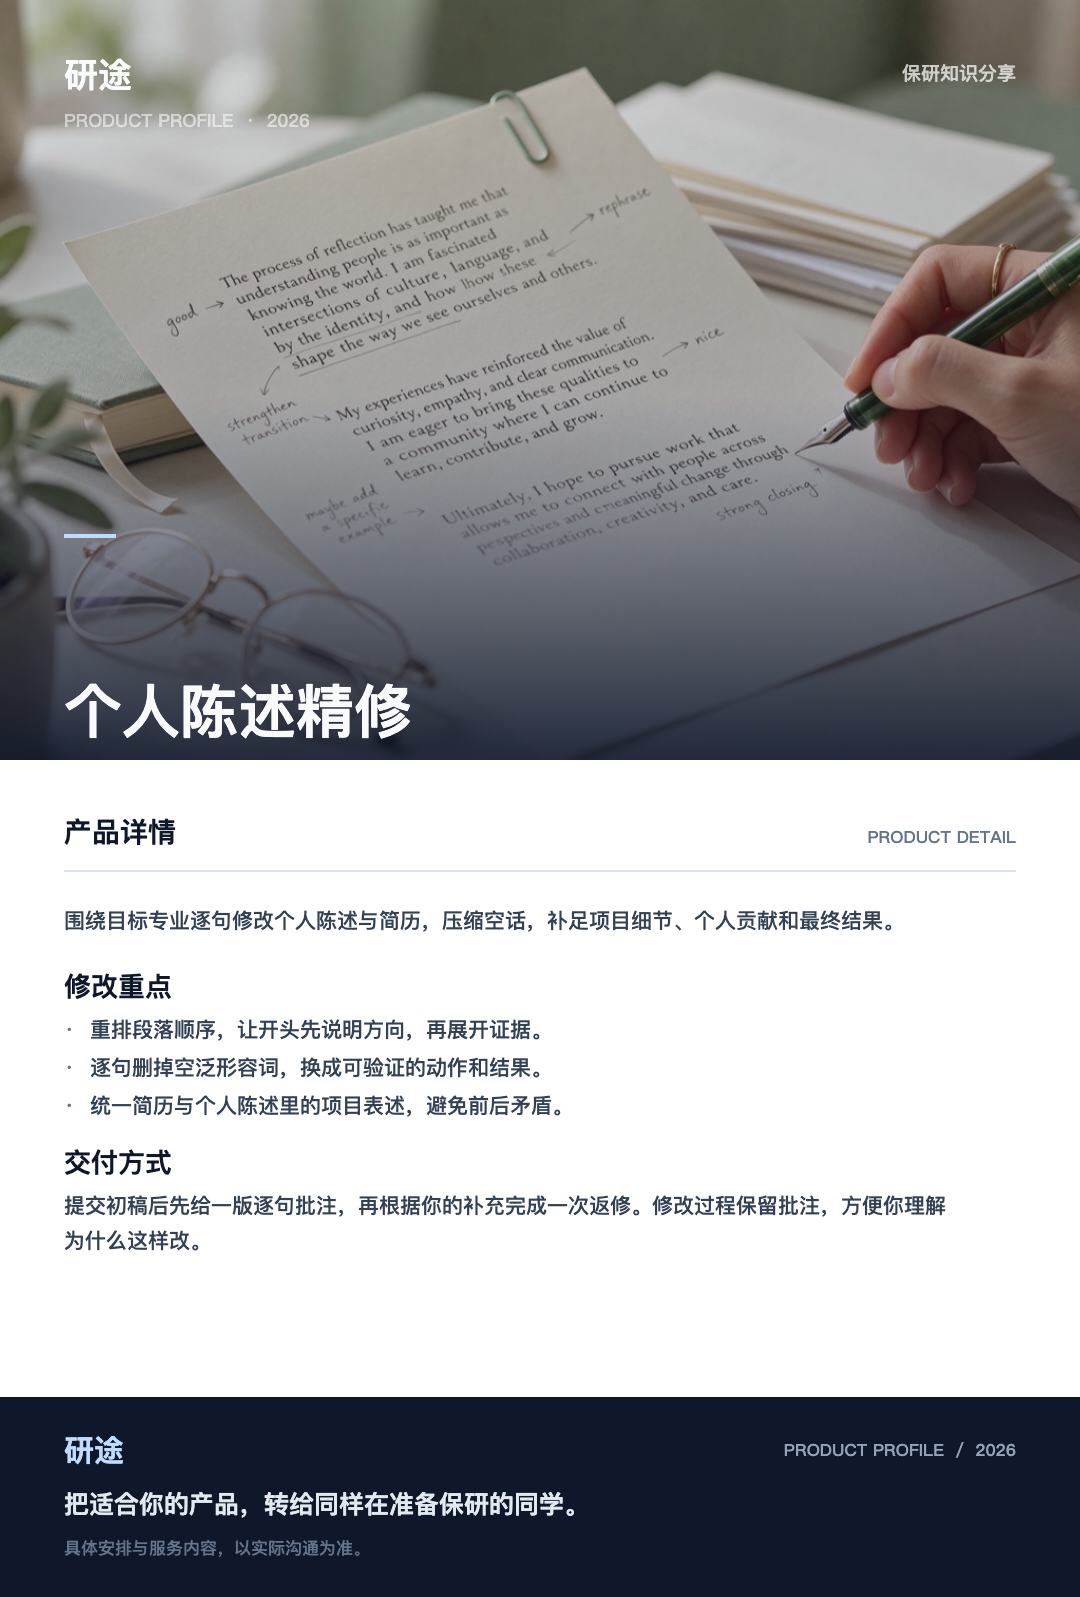 研途
保研知识分享
PRODUCT PROFILE · 2026
The process of reflection has taught me that
understanding people is as important as
knowing the world. I am fascinated
intersections of culture, language, and
by the identity, and how these
shape the way we see ourselves and others.
good →
→ rephrase
My experiences have reinforced the value of
curiosity, empathy, and clear communication.
I am eager to bring these qualities to
a community where I can continue to
learn, contribute, and grow.
strengthen
transition →
→ nice
Ultimately, I hope to pursue work that
allows me to connect with people across
pespectives and meaningful change through
collaboration, creativity, and care.
maybe add
a specific
example →
strong closing
个人陈述精修
产品详情
PRODUCT DETAIL
围绕目标专业逐句修改个人陈述与简历，压缩空话，补足项目细节、个人贡献和最终结果。
修改重点
· 重排段落顺序，让开头先说明方向，再展开证据。
· 逐句删掉空泛形容词，换成可验证的动作和结果。
· 统一简历与个人陈述里的项目表述，避免前后矛盾。
交付方式
提交初稿后先给一版逐句批注，再根据你的补充完成一次返修。修改过程保留批注，方便你理解
为什么这样改。
研途
PRODUCT PROFILE / 2026
把适合你的产品，转给同样在准备保研的同学。
具体安排与服务内容，以实际沟通为准。